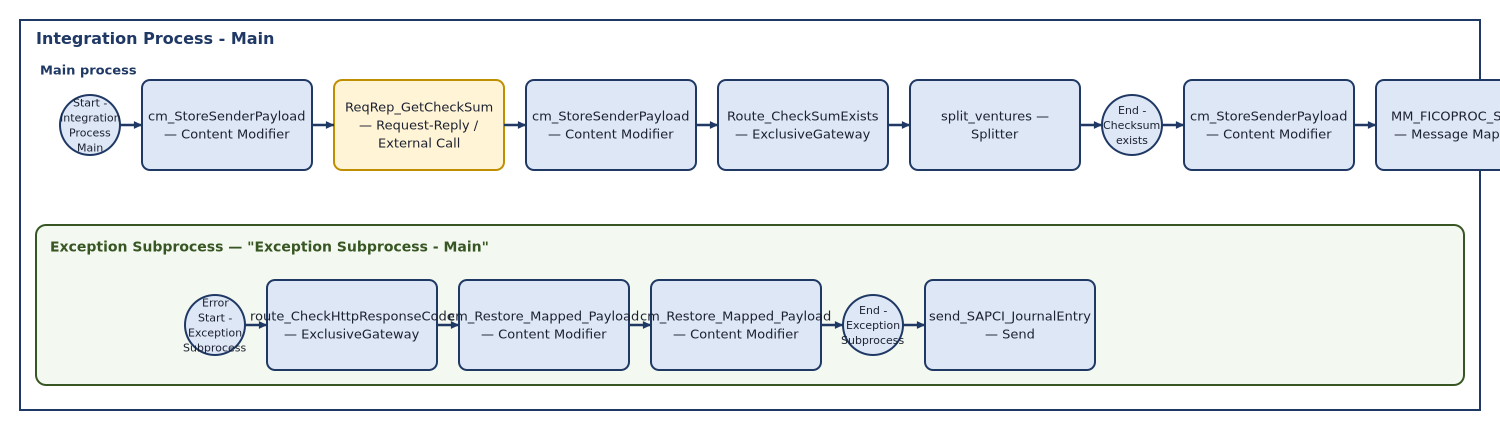 Integration Process - Main
Main process
Start -
Integration
Process
Main
cm_StoreSenderPayload
— Content Modifier
ReqRep_GetCheckSum
— Request-Reply /
External Call
cm_StoreSenderPayload
— Content Modifier
Route_CheckSumExists
— ExclusiveGateway
split_ventures —
Splitter
End -
Checksum
exists
cm_StoreSenderPayload
— Content Modifier
MM_FICOPROC_S
— Message Map
Exception Subprocess — "Exception Subprocess - Main"
Error
Start -
Exception
Subprocess
route_CheckHttpResponseCode
— ExclusiveGateway
cm_Restore_Mapped_Payload
— Content Modifier
cm_Restore_Mapped_Payload
— Content Modifier
End -
Exception
Subprocess
send_SAPCI_JournalEntry
— Send